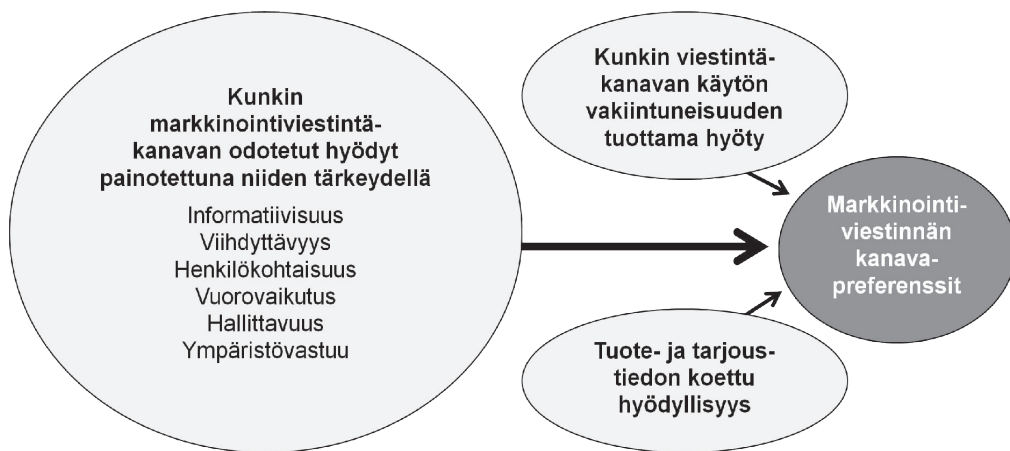 Kunkin
markkinointiviestintä-
kanavan odotetut hyödyt
painotettuna niiden tärkeydellä
Informatiivisuus
Viihdyttävyys
Henkilökohtaisuus
Vuorovaikutus
Hallittavuus
Ympäristövastuu
Kunkin viestintä-
kanavan käytön
vakiintuneisuuden
tuottama hyöty
Tuote- ja tarjous-
tiedon koettu
hyödyllisyys
Markkinointi-
viestinnän
kanava-
preferenssit